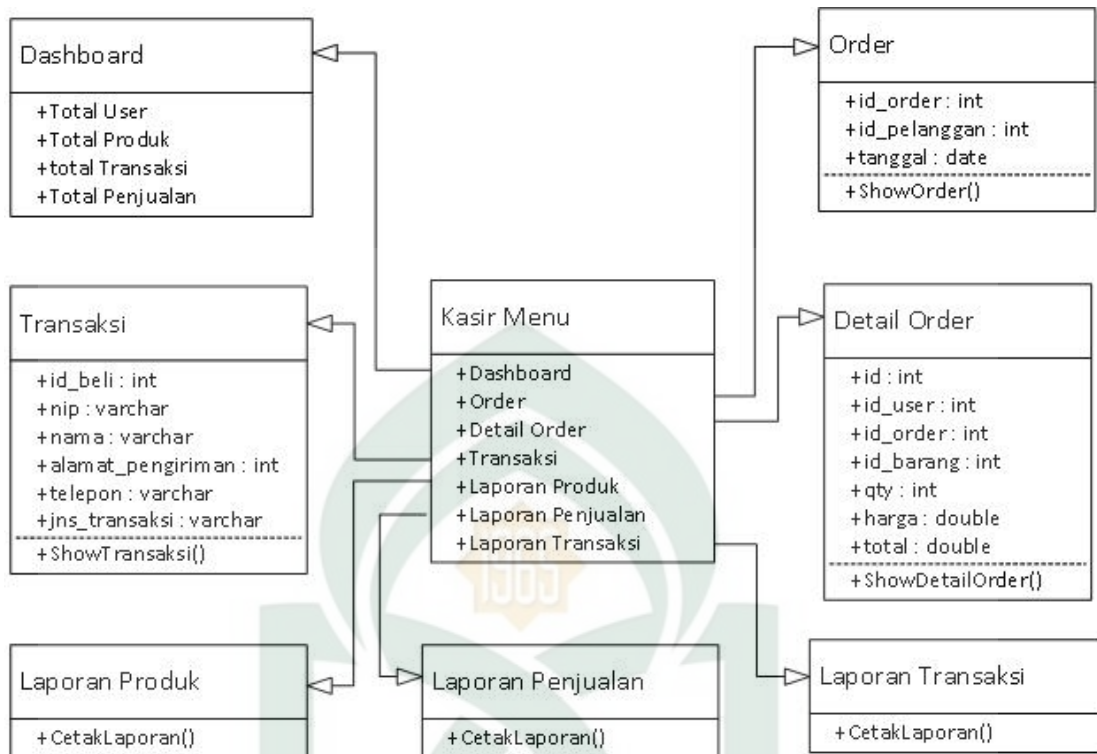 Dashboard
+Total User
+Total Produk
+total Transaksi
+Total Penjualan
Order
+id_order : int
+id_pelanggan : int
+tanggal : date
+ShowOrder()
Transaksi
+id_beli : int
+nip : varchar
+nama : varchar
+alamat_pengiriman : int
+telepon : varchar
+jns_transaksi : varchar
+ShowTransaksi()
Kasir Menu
+Dashboard
+Order
+Detail Order
+Transaksi
+Laporan Produk
+Laporan Penjualan
+Laporan Transaksi
1965
Detail Order
+id : int
+id_user : int
+id_order : int
+id_barang : int
+qty : int
+harga : double
+total : double
+ShowDetailOrder()
Laporan Produk
+CetakLaporan()
Laporan Penjualan
+CetakLaporan()
Laporan Transaksi
+CetakLaporan()